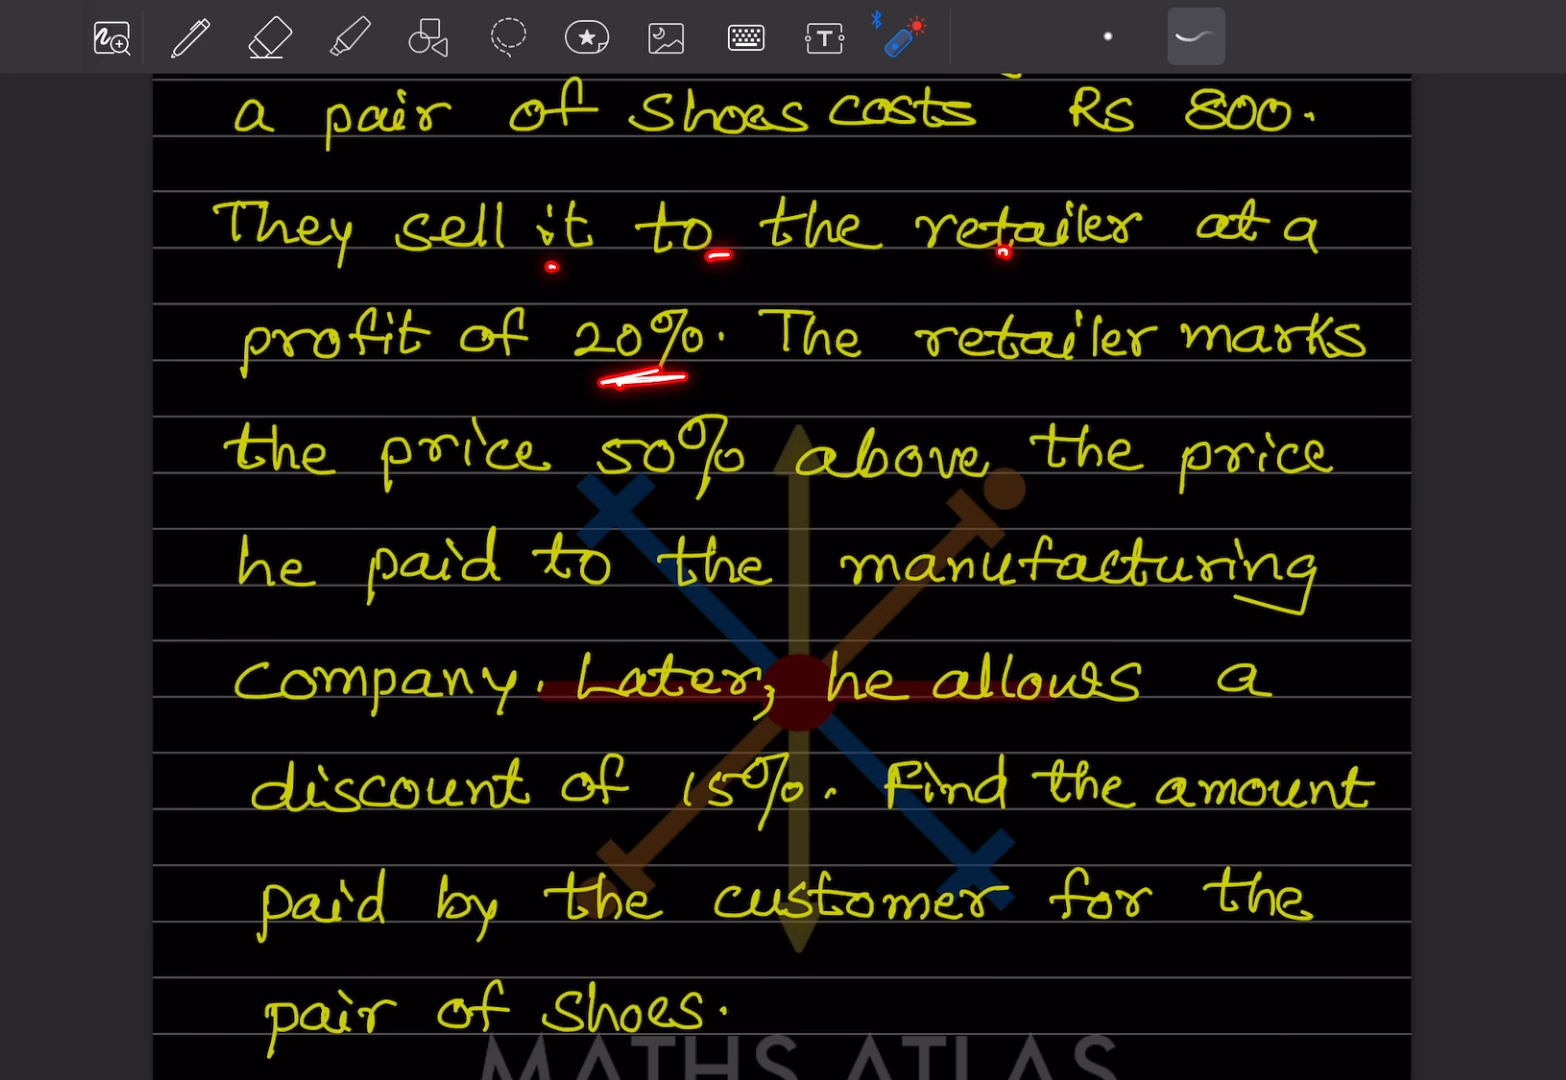 a pair of shoes costs Rs 800.
They sell it to the retailer at a
profit of 20%. The retailer marks
the price 50% above the price
he paid to the manufacturing
company. Later, he allows a
discount of 15%. Find the amount
paid by the customer for the
pair of shoes.
MATHS ATLAS